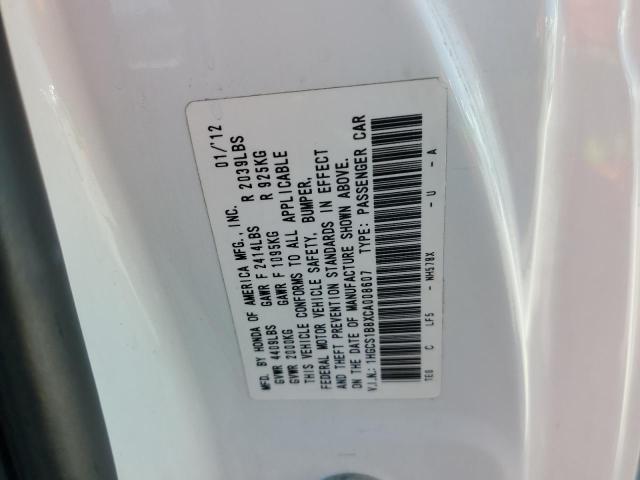 MFD. BY HONDA OF AMERICA MFG., INC. 01/'12
GVWR 4409LBS GAWR F 2414LBS R 2039LBS
GVWR 2000KG GAWR F 1095KG R 925KG
THIS VEHICLE CONFORMS TO ALL APPLICABLE
FEDERAL MOTOR VEHICLE SAFETY, BUMPER,
AND THEFT PREVENTION STANDARDS IN EFFECT
ON THE DATE OF MANUFACTURE SHOWN ABOVE.
V.I.N.: 1HGCS1B8XCA008607 TYPE: PASSENGER CAR
TE0 C LF5 - NH578X - U - A